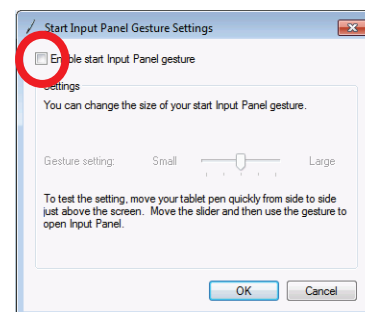 Start Input Panel Gesture Settings
Enable start Input Panel gesture
Settings
You can change the size of your start Input Panel gesture.
Gesture setting: Small Large
To test the setting, move your tablet pen quickly from side to side
just above the screen. Move the slider and then use the gesture to
open Input Panel.
OK Cancel